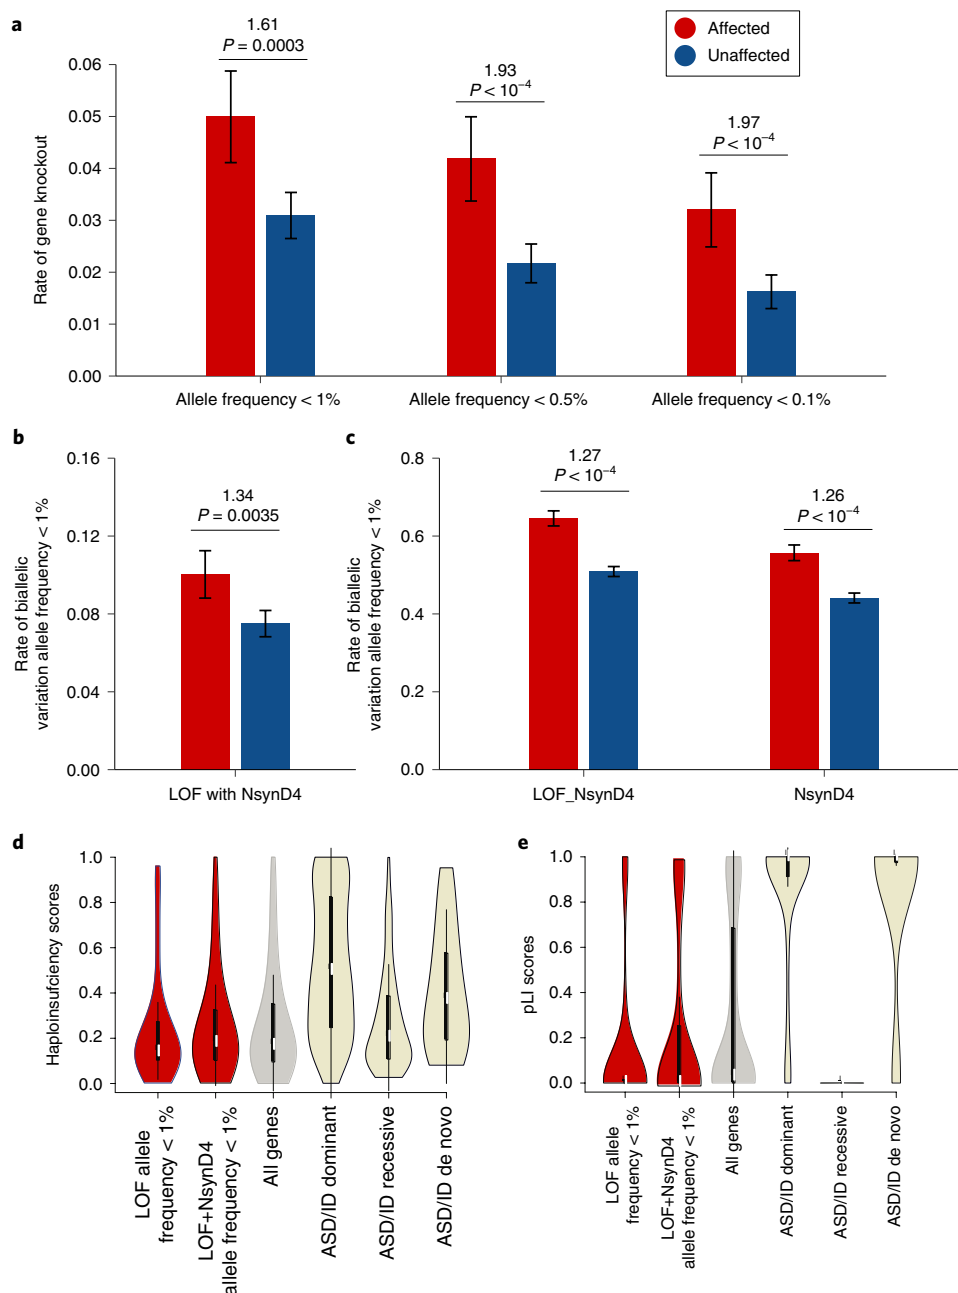 a
1.61
P = 0.0003
1.93
P < 10⁻⁴
1.97
P < 10⁻⁴
Affected
Unaffected
Rate of gene knockout
0.06
0.05
0.04
0.03
0.02
0.01
0.00
Allele frequency < 1%
Allele frequency < 0.5%
Allele frequency < 0.1%
b
Rate of biallelic
variation allele frequency < 1%
0.16
0.12
0.08
0.04
0.00
1.34
P = 0.0035
LOF with NsynD4
c
Rate of biallelic
variation allele frequency < 1%
0.8
0.6
0.4
0.2
0.0
1.27
P < 10⁻⁴
1.26
P < 10⁻⁴
LOF_NsynD4
NsynD4
d
Haploinsufciency scores
1.0
0.8
0.6
0.4
0.2
0.0
LOF allele
frequency < 1%
LOF+NsynD4
allele frequency < 1%
All genes
ASD/ID dominant
ASD/ID recessive
ASD/ID de novo
e
pLI scores
1.0
0.8
0.6
0.4
0.2
0.0
LOF allele
frequency < 1%
LOF+NsynD4
allele frequency < 1%
All genes
ASD/ID dominant
ASD/ID recessive
ASD/ID de novo